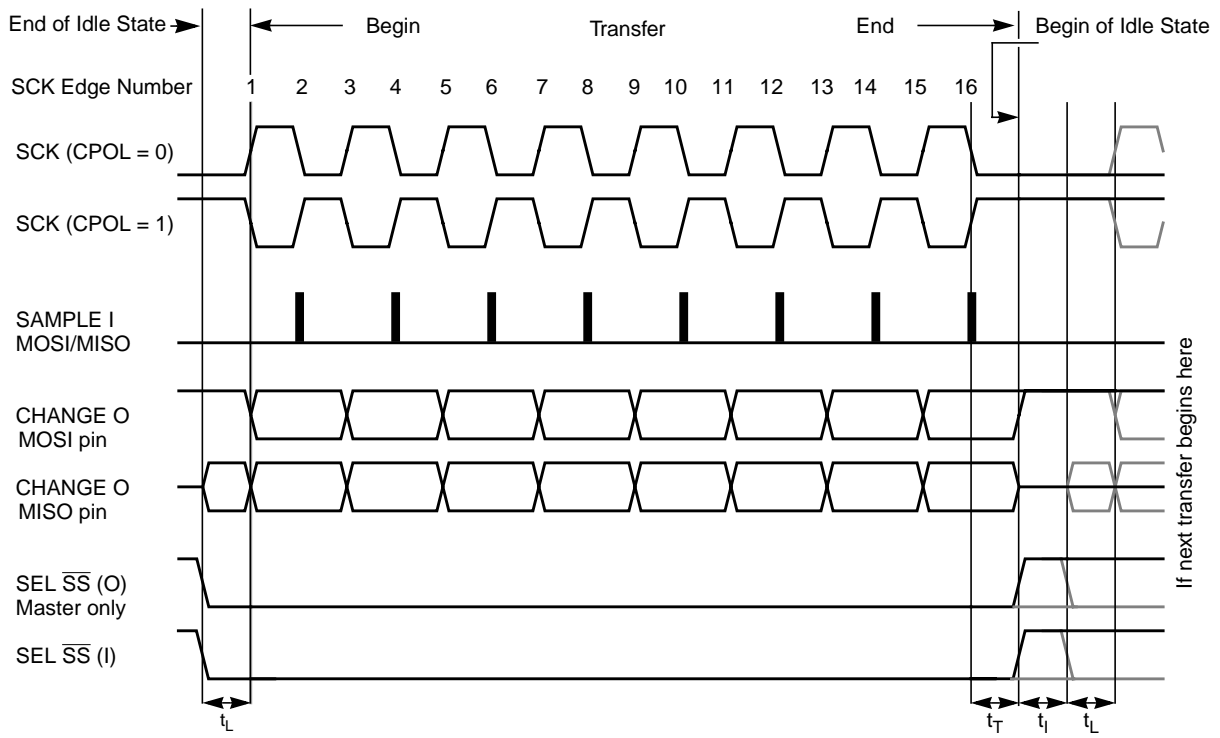 End of Idle State
Begin
Transfer
End
Begin of Idle State
SCK Edge Number
1 2 3 4 5 6 7 8 9 10 11 12 13 14 15 16
SCK (CPOL = 0)
SCK (CPOL = 1)
SAMPLE I
MOSI/MISO
CHANGE O
MOSI pin
CHANGE O
MISO pin
SEL S̅S̅ (O)
Master only
SEL S̅S̅ (I)
If next transfer begins here
tL
tT
tI
tL